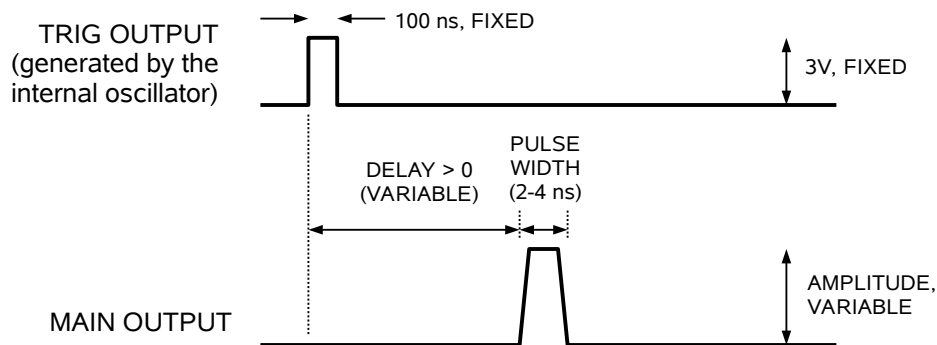 100 ns, FIXED
TRIG OUTPUT
(generated by the
internal oscillator)
3V, FIXED
PULSE
WIDTH
(2-4 ns)
DELAY > 0
(VARIABLE)
AMPLITUDE,
VARIABLE
MAIN OUTPUT